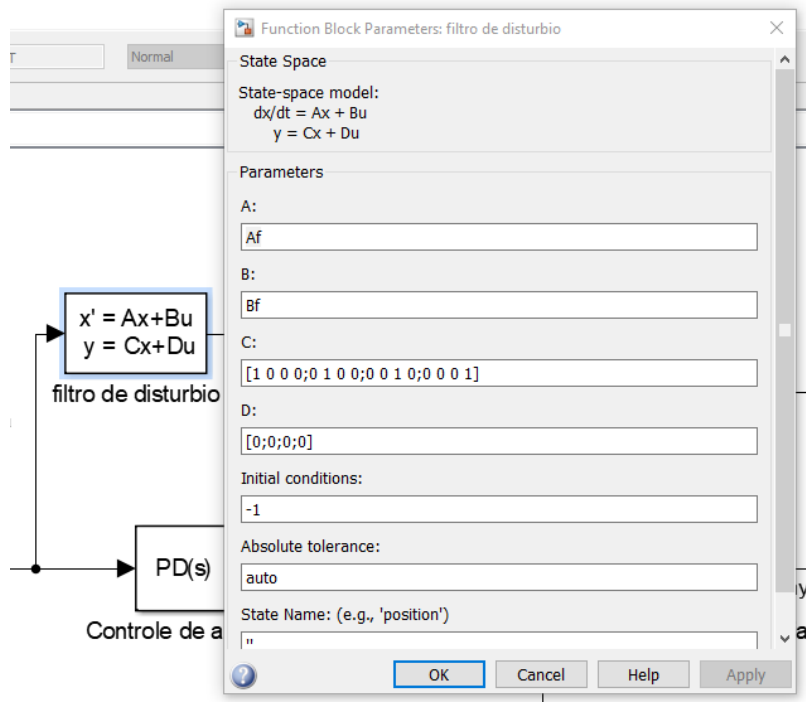 Function Block Parameters: filtro de disturbio
T
Normal
State Space
State-space model:
dx/dt = Ax + Bu
y = Cx + Du
Parameters
A:
Af
B:
Bf
C:
[1 0 0 0;0 1 0 0;0 0 1 0;0 0 0 1]
D:
[0;0;0;0]
Initial conditions:
-1
Absolute tolerance:
auto
State Name: (e.g., 'position')
''
OK
Cancel
Help
Apply
x' = Ax+Bu
y = Cx+Du
filtro de disturbio
PD(s)
Controle de a
y
a